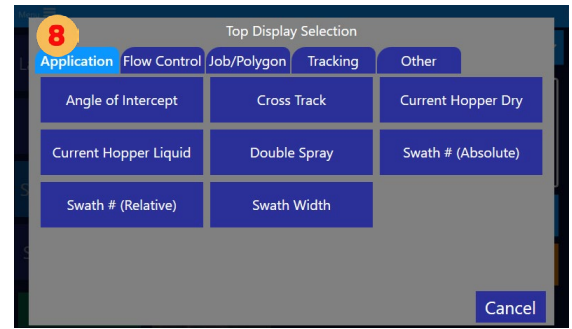 8
Top Display Selection
Application Flow Control Job/Polygon Tracking Other
Angle of Intercept Cross Track Current Hopper Dry
Current Hopper Liquid Double Spray Swath # (Absolute)
Swath # (Relative) Swath Width
Cancel